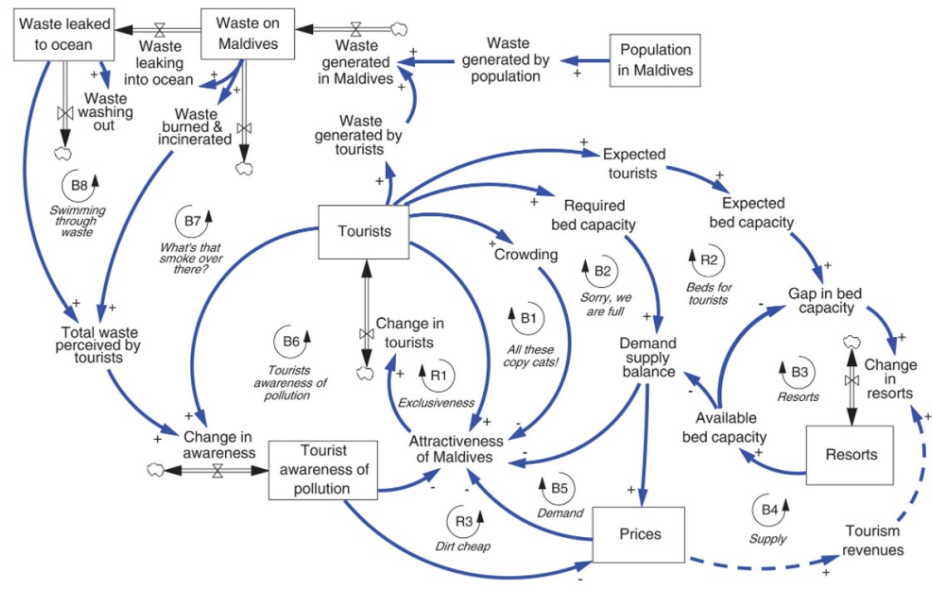 Waste leaked
to ocean
Waste
leaking
into ocean
Waste on
Maldives
Waste
generated
in Maldives
+
Waste
generated by
population
+
Population
in Maldives
+
Waste
washing
out
+
+
Waste
burned &
incinerated
+
Waste
generated by
tourists
+
B8
Swimming
through
waste
B7
What's that
smoke over
there?
Tourists
+
Expected
tourists
+
Required
bed capacity
+
Expected
bed capacity
+
Crowding
B2
Sorry, we
are full
R2
Beds for
tourists
+
Gap in bed
capacity
-
+
Total waste
perceived by
tourists
+
B6
Tourists
awareness of
pollution
Change in
tourists
+
R1
Exclusiveness
B1
All these
copy cats!
+
Demand
supply
balance
-
B3
Resorts
+
Change
in
resorts
+
+
Change in
awareness
+
Attractiveness
of Maldives
+
-
-
Available
bed capacity
+
Resorts
+
Tourist
awareness of
pollution
-
-
R3
Dirt cheap
B5
Demand
+
Prices
-
B4
Supply
Tourism
revenues
+